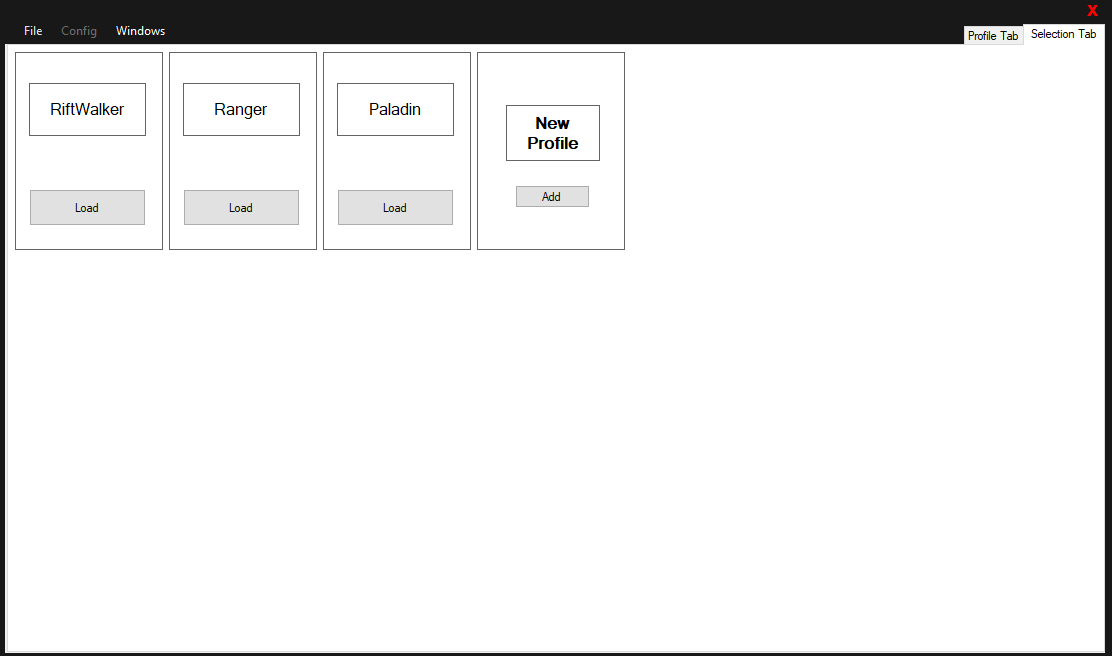 X
File Config Windows
Profile Tab Selection Tab
RiftWalker
Load
Ranger
Load
Paladin
Load
New
Profile
Add